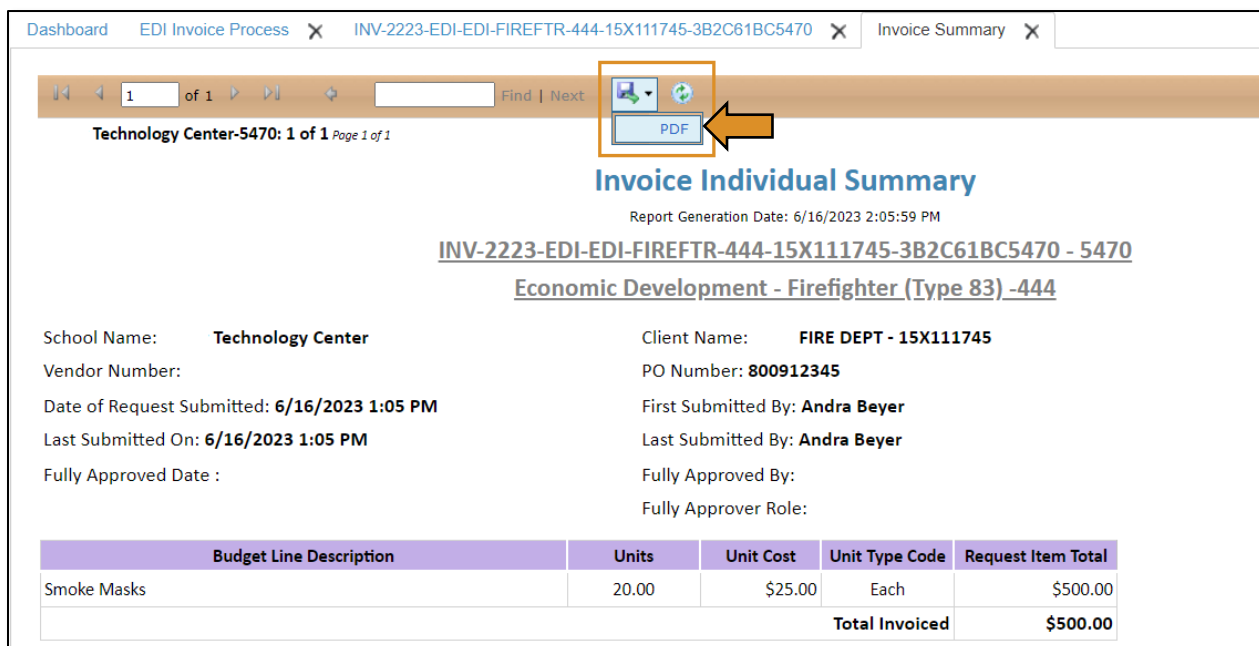 Dashboard EDI Invoice Process X INV-2223-EDI-EDI-FIREFTR-444-15X111745-3B2C61BC5470 X Invoice Summary X
1 of 1 Find | Next
PDF
Technology Center-5470: 1 of 1 Page 1 of 1
Invoice Individual Summary
Report Generation Date: 6/16/2023 2:05:59 PM
INV-2223-EDI-EDI-FIREFTR-444-15X111745-3B2C61BC5470 - 5470
Economic Development - Firefighter (Type 83) -444
School Name: Technology Center Client Name: FIRE DEPT - 15X111745
Vendor Number: PO Number: 800912345
Date of Request Submitted: 6/16/2023 1:05 PM First Submitted By: Andra Beyer
Last Submitted On: 6/16/2023 1:05 PM Last Submitted By: Andra Beyer
Fully Approved Date : Fully Approved By:
Fully Approver Role:
Budget Line Description Units Unit Cost Unit Type Code Request Item Total
Smoke Masks 20.00 $25.00 Each $500.00
Total Invoiced $500.00